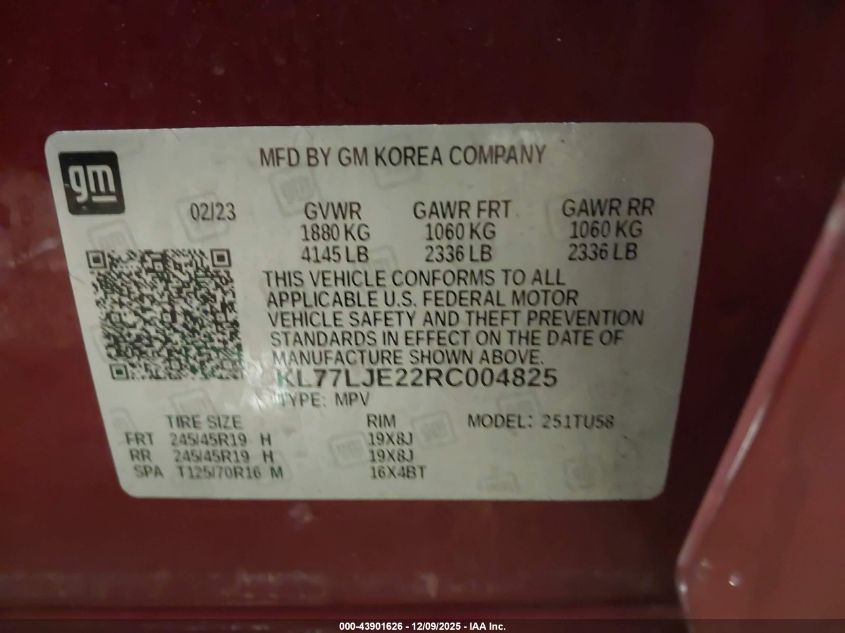 gm
MFD BY GM KOREA COMPANY
02/23 GVWR GAWR FRT GAWR RR
1880 KG 1060 KG 1060 KG
4145 LB 2336 LB 2336 LB
THIS VEHICLE CONFORMS TO ALL
APPLICABLE U.S. FEDERAL MOTOR
VEHICLE SAFETY AND THEFT PREVENTION
STANDARDS IN EFFECT ON THE DATE OF
MANUFACTURE SHOWN ABOVE.
KL77LJE22RC004825
TYPE: MPV
TIRE SIZE RIM MODEL: 251TU58
FRT 245/45R19 H 19X8J
RR 245/45R19 H 19X8J
SPA T125/70R16 M 16X4BT
000-43901626 - 12/09/2025 - IAA Inc.